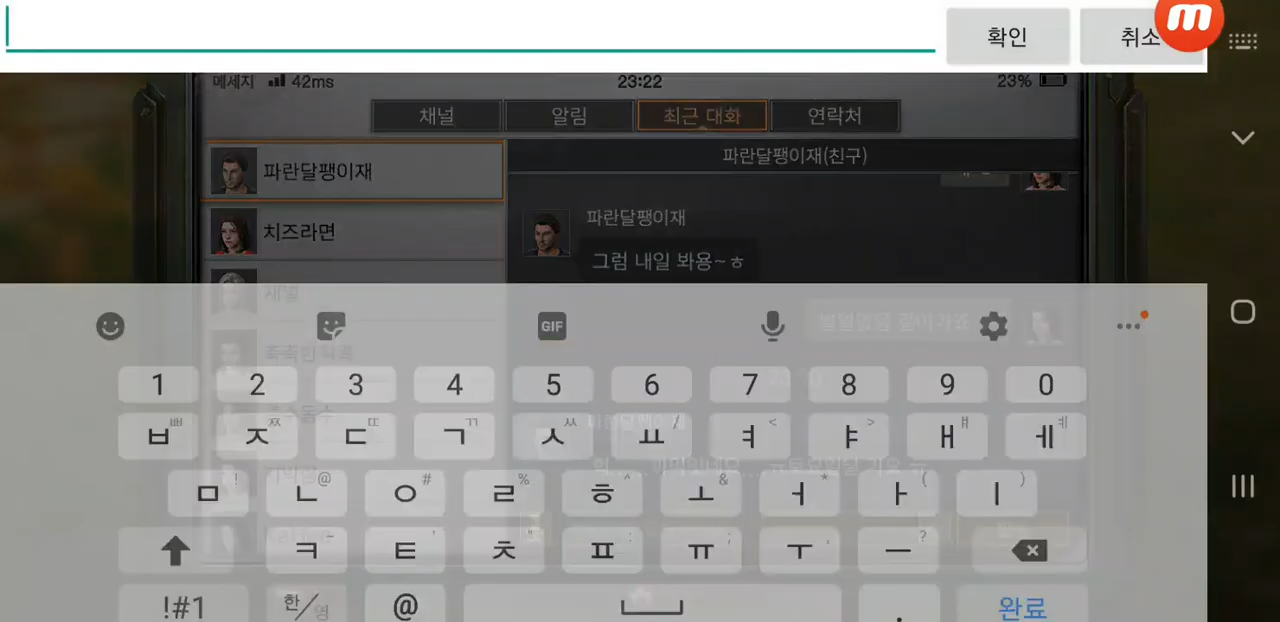 확인
취소
메세지 42ms
23:22
23%
채널
알림
최근 대화
연락처
파란달팽이재
파란달팽이재(친구)
치즈라면
파란달팽이재
그럼 내일 봐용~ㅎ
GIF
1 2 3 4 5 6 7 8 9 0
ㅂ ㅃ ㅈ ㅉ ㄷ ㄸ ㄱ ㄲ ㅅ ㅆ ㅛ / ㅕ < ㅑ > ㅐ ㅒ ㅔ ㅖ
ㅁ ! ㄴ @ ㅇ # ㄹ % ㅎ ^ ㅗ & ㅓ * ㅏ ( ㅣ )
ㅋ - ㅌ ' ㅊ " ㅍ : ㅠ ; ㅜ , ㅡ ?
!#1 한/영 @ . 완료